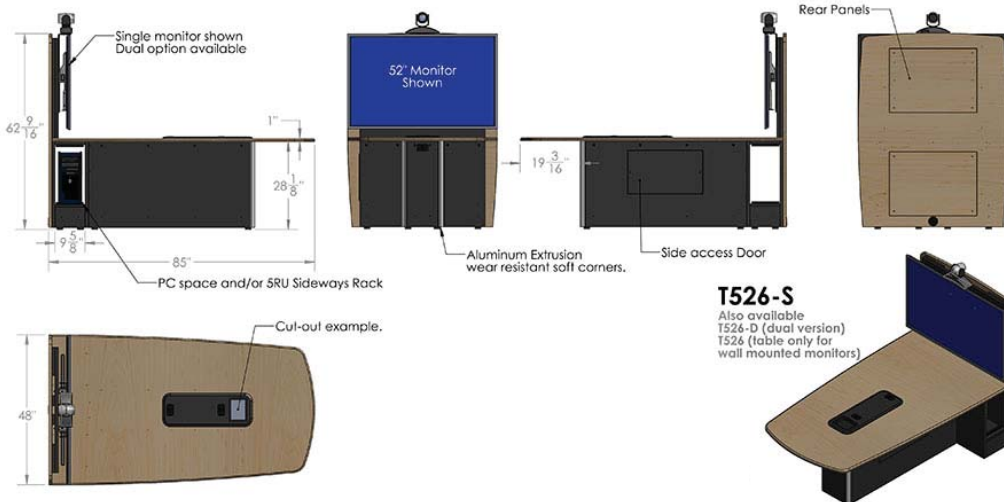 Single monitor shown
Dual option available
62 9/16"
1"
28 1/8"
9 5/8"
85"
PC space and/or 5RU Sideways Rack
52" Monitor
Shown
Aluminum Extrusion
wear resistant soft corners.
19 3/16"
Side access Door
Rear Panels
48"
Cut-out example.
T526-S
Also available
T526-D (dual version)
T526 (table only for
wall mounted monitors)